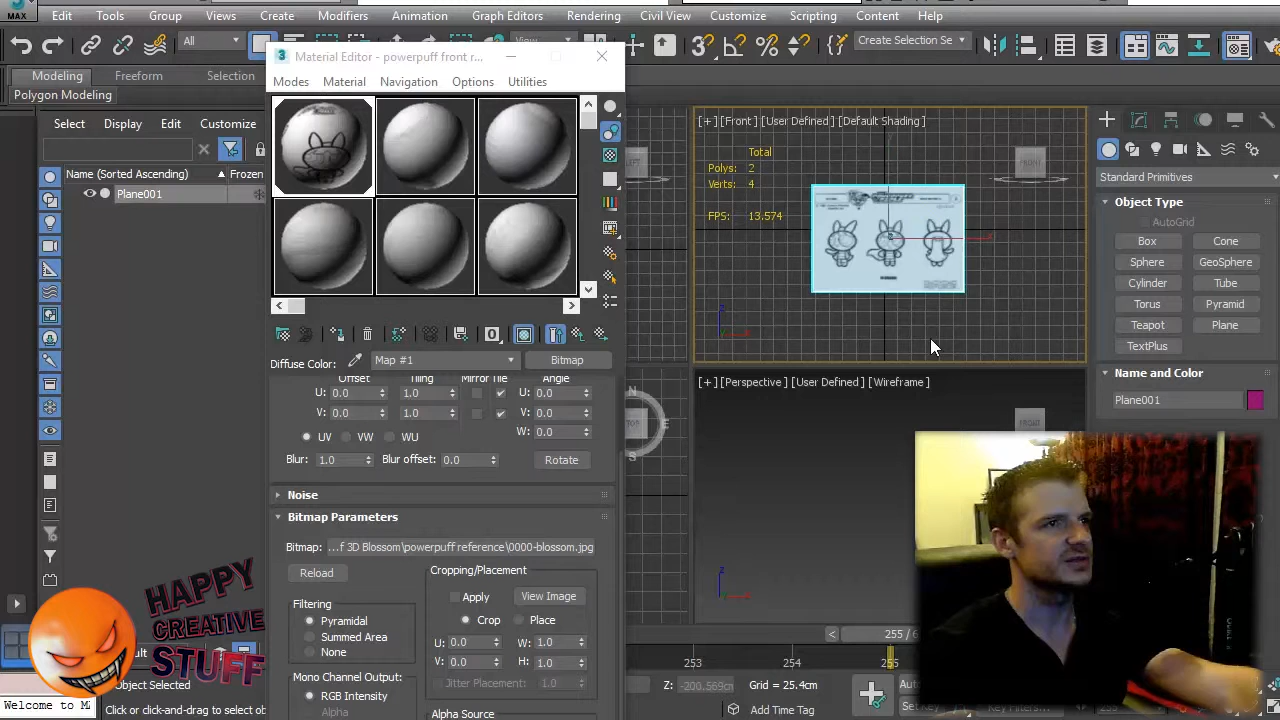 Edit Tools Group Views Create Modifiers Animation Graph Editors Rendering Civil View Customize Scripting Content Help
MAX
All
View
Create Selection Se
Modeling Freeform Selection
Polygon Modeling
Select Display Edit Customize
Name (Sorted Ascending) Frozen
Plane001
Material Editor - powerpuff front r...
Modes Material Navigation Options Utilities
Diffuse Color: Map #1 Bitmap
Offset Tiling Mirror Tile Angle
U: 0.0 1.0 U: 0.0
V: 0.0 1.0 V: 0.0
W: 0.0
UV VW WU
Blur: 1.0 Blur offset: 0.0 Rotate
Noise
Bitmap Parameters
Bitmap: ...f 3D Blossom\powerpuff reference\0000-blossom.jpg
Reload
Cropping/Placement
Apply View Image
Crop Place
U: 0.0 W: 1.0
V: 0.0 H: 1.0
Jitter Placement: 1.0
Filtering
Pyramidal
Summed Area
None
Mono Channel Output:
RGB Intensity
Alpha
Alpha Source
LEFT
TOP
N
E
S
[+] [Front] [User Defined] [Default Shading]
Total
Polys: 2
Verts: 4
FPS: 13.574
FRONT
[+] [Perspective] [User Defined] [Wireframe]
FRONT
Standard Primitives
Object Type
AutoGrid
Box Cone
Sphere GeoSphere
Cylinder Tube
Torus Pyramid
Teapot Plane
TextPlus
Name and Color
Plane001
255 / 6
253 254 255
Z: -200.569cm Grid = 25.4cm
Add Time Tag
HAPPY
CREATIVE
STUFF
Object Selected
Welcome to MA
Click or click-and-drag to select ob